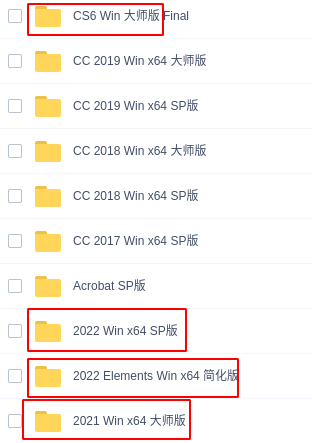 CS6 Win 大师版 Final
CC 2019 Win x64 大师版
CC 2019 Win x64 SP版
CC 2018 Win x64 大师版
CC 2018 Win x64 SP版
CC 2017 Win x64 SP版
Acrobat SP版
2022 Win x64 SP版
2022 Elements Win x64 简化版
2021 Win x64 大师版